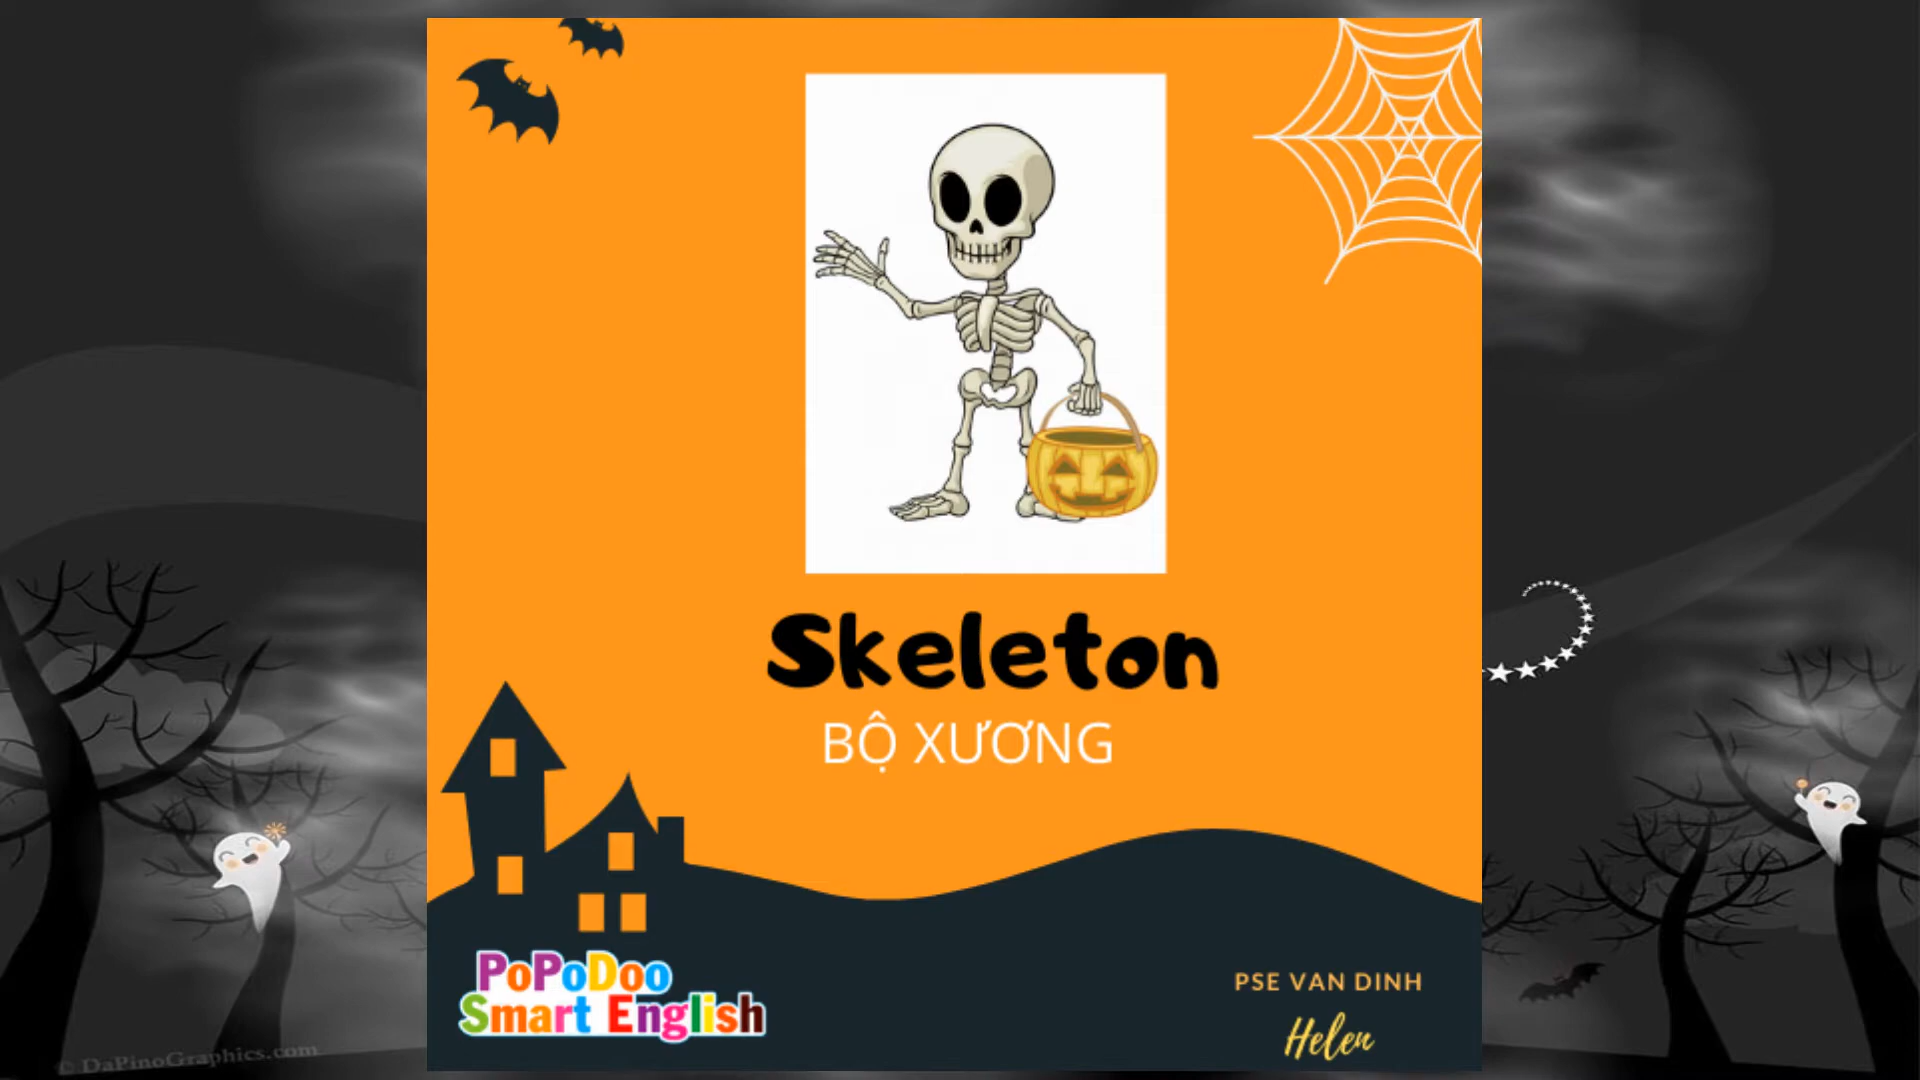 Skeleton
BỘ XƯƠNG
PoPoDoo
Smart English
PSE VAN DINH
Helen
© DaPinoGraphics.com